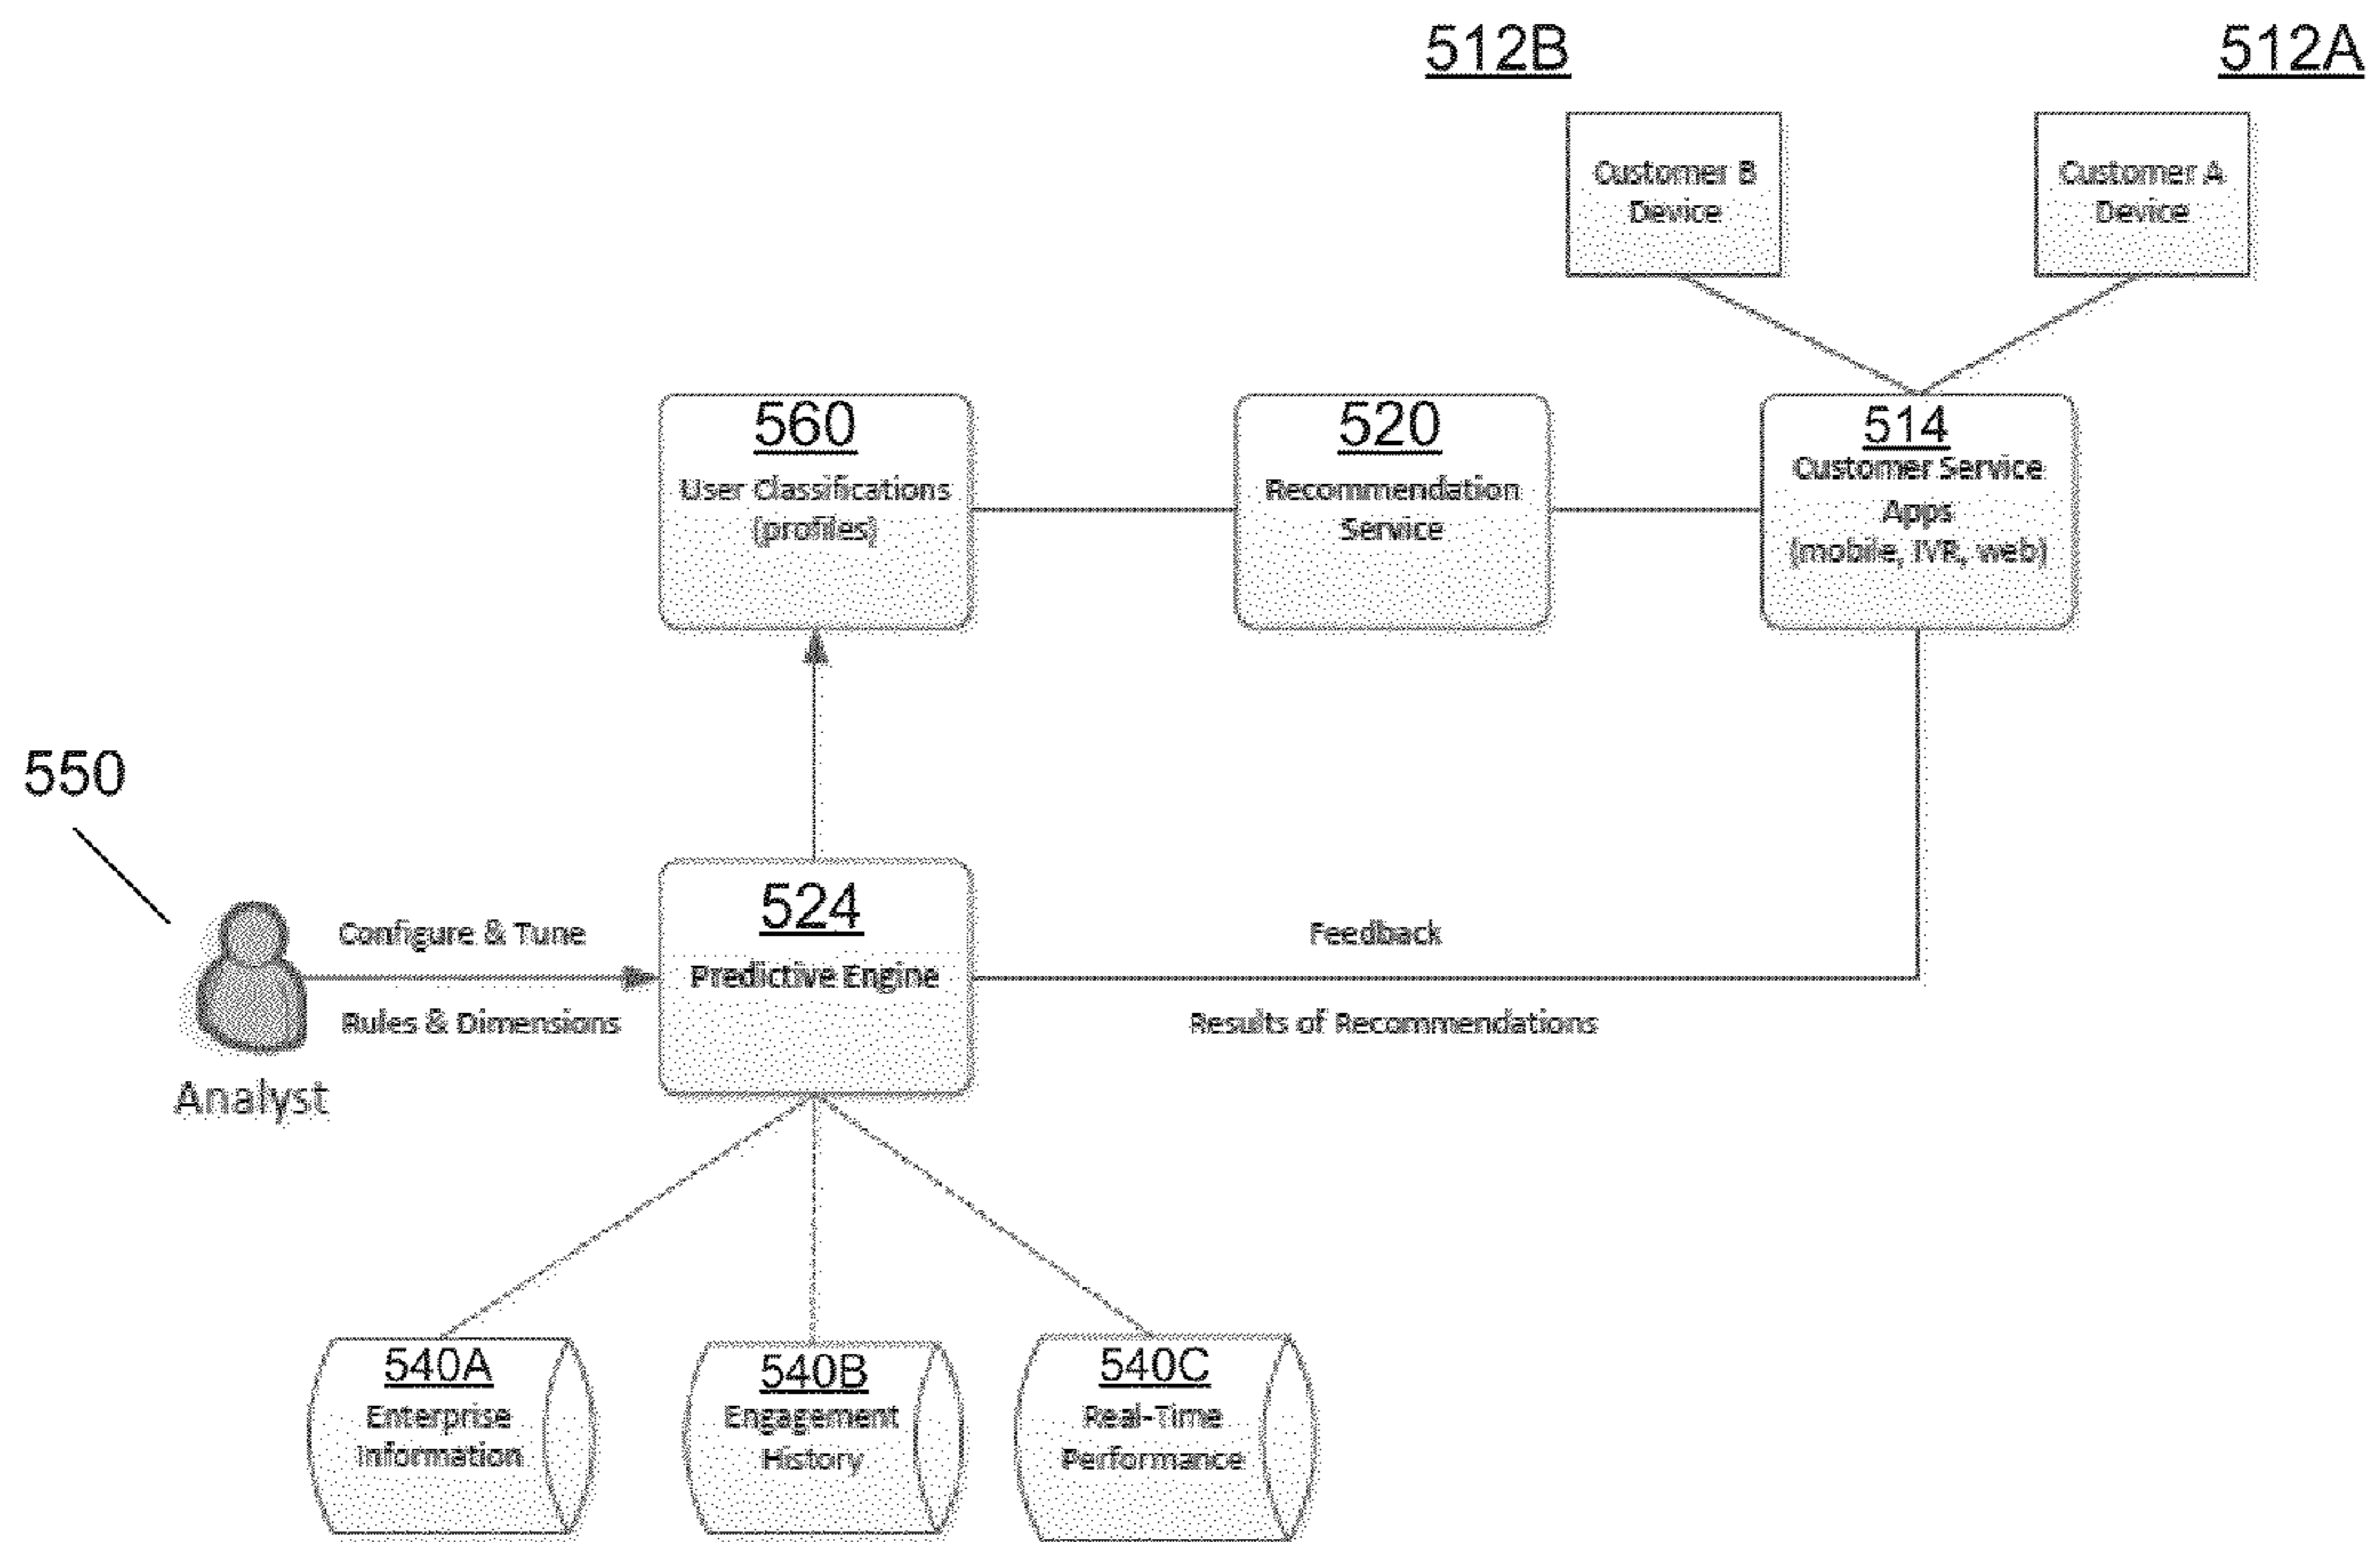 512B
512A
Customer B
Device
Customer A
Device
560
User Classifications
(profiles)
520
Recommendation
Service
514
Customer Service
Apps
(mobile, IVR, web)
550
Analyst
Configure & Tune
Rules & Dimensions
524
Predictive Engine
Feedback
Results of Recommendations
540A
Enterprise
Information
540B
Engagement
History
540C
Real-Time
Performance